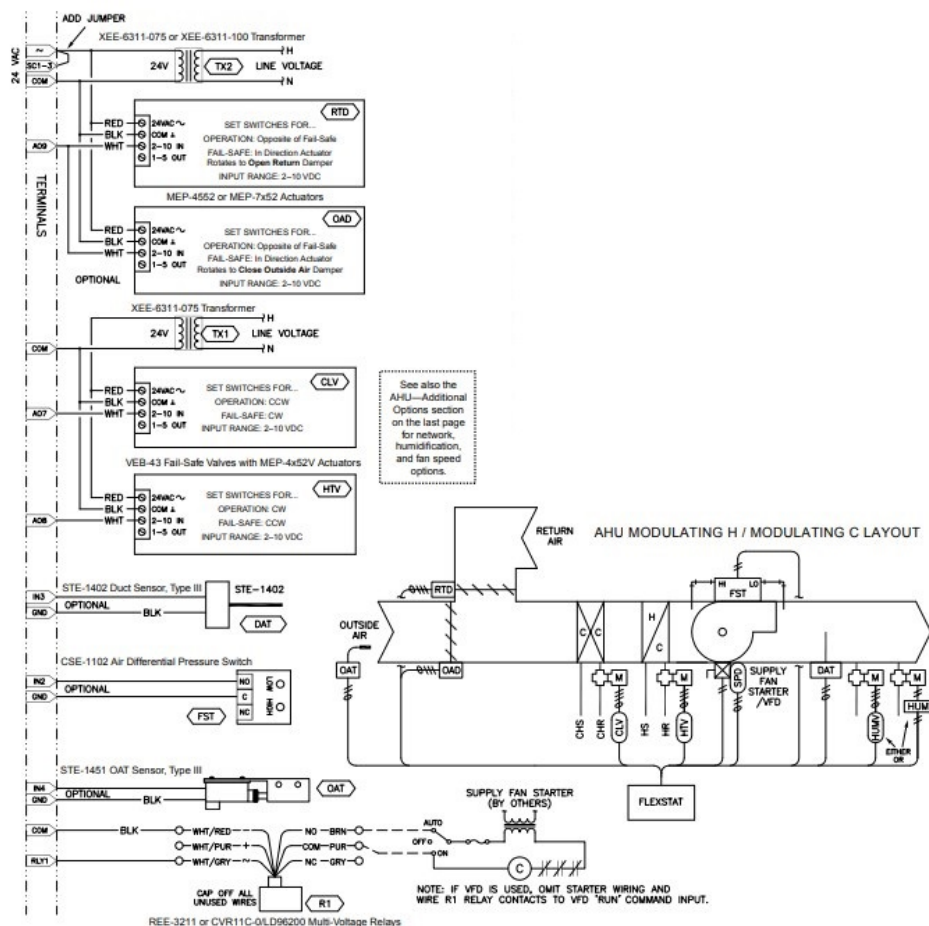 ADD JUMPER
XEE-6311-075 or XEE-6311-100 Transformer
24 VAC
~
SC1-3
COM
24V
TX2
LINE VOLTAGE
H
N
RTD
RED
24VAC ~
BLK
COM ⏚
WHT
2-10 IN
1-5 OUT
SET SWITCHES FOR...
OPERATION: Opposite of Fail-Safe
FAIL-SAFE: In Direction Actuator
Rotates to Open Return Damper
INPUT RANGE: 2–10 VDC
AO9
TERMINALS
MEP-4552 or MEP-7x52 Actuators
OAD
RED
24VAC ~
BLK
COM ⏚
WHT
2-10 IN
1-5 OUT
SET SWITCHES FOR...
OPERATION: Opposite of Fail-Safe
FAIL-SAFE: In Direction Actuator
Rotates to Close Outside Air Damper
INPUT RANGE: 2–10 VDC
OPTIONAL
XEE-6311-075 Transformer
24V
TX1
LINE VOLTAGE
H
N
COM
CLV
RED
24VAC ~
BLK
COM ⏚
WHT
2-10 IN
1-5 OUT
SET SWITCHES FOR...
OPERATION: CCW
FAIL-SAFE: CW
INPUT RANGE: 2–10 VDC
AO7
See also the
AHU—Additional
Options section
on the last page
for network,
humidification,
and fan speed
options.
VEB-43 Fail-Safe Valves with MEP-4x52V Actuators
HTV
RED
24VAC ~
BLK
COM ⏚
WHT
2-10 IN
1-5 OUT
SET SWITCHES FOR...
OPERATION: CW
FAIL-SAFE: CCW
INPUT RANGE: 2–10 VDC
AO8
STE-1402 Duct Sensor, Type III
STE-1402
IN3
GND
OPTIONAL
BLK
DAT
CSE-1102 Air Differential Pressure Switch
IN2
GND
OPTIONAL
NO
C
NC
LOW
HIGH
FST
STE-1451 OAT Sensor, Type III
IN4
GND
OPTIONAL
BLK
OAT
AHU MODULATING H / MODULATING C LAYOUT
RETURN
AIR
OUTSIDE
AIR
RTD
OAT
OAD
C
C
H
C
HI
LO
FST
CHS
CHR
CLV
M
HS
HR
HTV
M
SPD
SUPPLY
FAN
STARTER
/VFD
DAT
M
HUMV
M
HUM
EITHER
OR
FLEXSTAT
COM
BLK
WHT/RED
WHT/PUR
+
RLY1
WHT/GRY
~
NO
BRN
COM
PUR
NC
GRY
CAP OFF ALL
UNUSED WIRES
R1
REE-3211 or CVR11C-0/LD96200 Multi-Voltage Relays
SUPPLY FAN STARTER
(BY OTHERS)
AUTO
OFF
ON
C
NOTE: IF VFD IS USED, OMIT STARTER WIRING AND
WIRE R1 RELAY CONTACTS TO VFD "RUN" COMMAND INPUT.